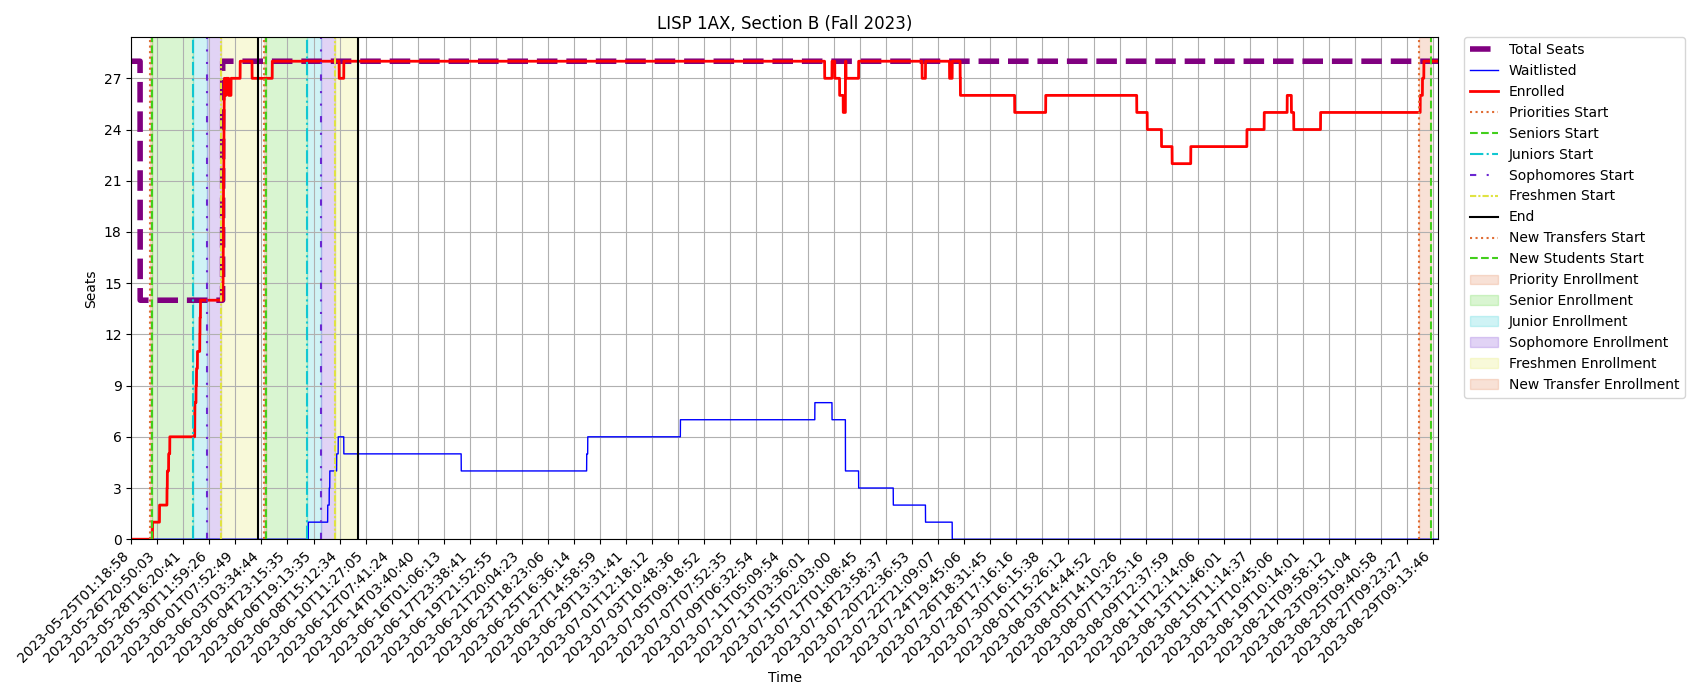 LISP 1AX, Section B (Fall 2023)
Seats
27
24
21
18
15
12
9
6
3
0
2023-05-25T01:18:58
2023-05-26T20:50:03
2023-05-28T16:20:41
2023-05-30T11:59:26
2023-06-01T07:52:49
2023-06-03T03:34:44
2023-06-04T23:15:35
2023-06-06T19:13:35
2023-06-08T15:12:34
2023-06-10T11:27:05
2023-06-12T07:41:24
2023-06-14T03:40:40
2023-06-16T01:06:13
2023-06-17T23:38:41
2023-06-19T21:52:55
2023-06-21T20:04:23
2023-06-23T18:23:06
2023-06-25T16:36:14
2023-06-27T14:58:59
2023-06-29T13:31:41
2023-07-01T12:18:12
2023-07-03T10:48:36
2023-07-05T09:18:52
2023-07-07T07:52:35
2023-07-09T06:32:54
2023-07-11T05:09:54
2023-07-13T03:36:01
2023-07-15T02:03:00
2023-07-17T01:08:45
2023-07-18T23:58:37
2023-07-20T22:36:53
2023-07-22T21:09:07
2023-07-24T19:45:06
2023-07-26T18:31:45
2023-07-28T17:16:16
2023-07-30T16:15:38
2023-08-01T15:26:12
2023-08-03T14:44:52
2023-08-05T14:10:26
2023-08-07T13:25:16
2023-08-09T12:37:59
2023-08-11T12:14:06
2023-08-13T11:46:01
2023-08-15T11:14:37
2023-08-17T10:45:06
2023-08-19T10:14:01
2023-08-21T09:58:12
2023-08-23T09:51:04
2023-08-25T09:40:58
2023-08-27T09:23:27
2023-08-29T09:13:46
Time
Total Seats
Waitlisted
Enrolled
Priorities Start
Seniors Start
Juniors Start
Sophomores Start
Freshmen Start
End
New Transfers Start
New Students Start
Priority Enrollment
Senior Enrollment
Junior Enrollment
Sophomore Enrollment
Freshmen Enrollment
New Transfer Enrollment